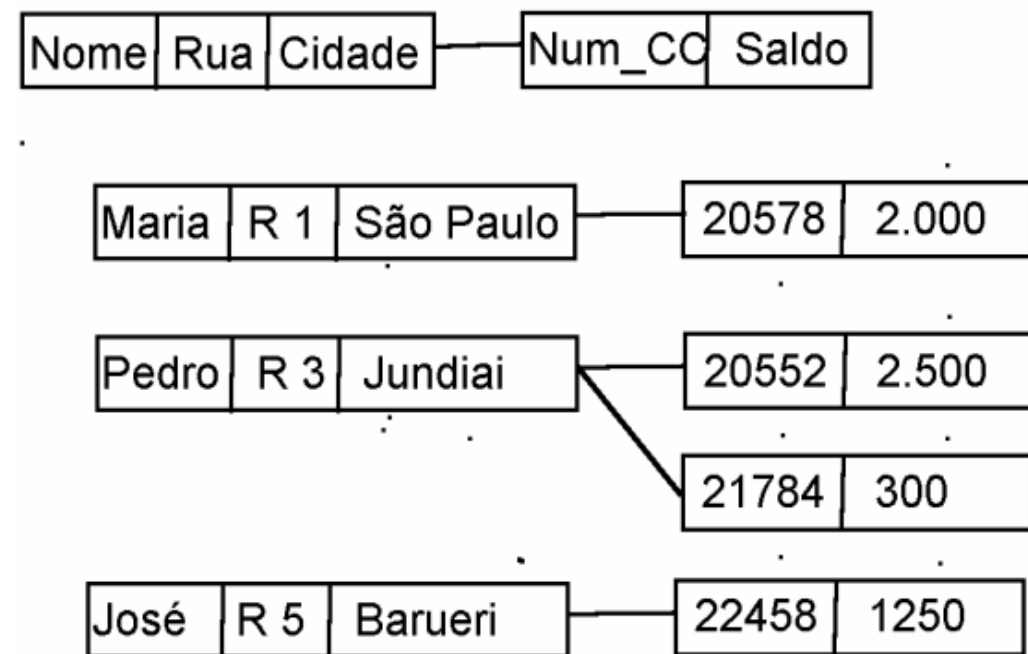 Nome Rua Cidade Num_CC Saldo
Maria R 1 São Paulo 20578 2.000
Pedro R 3 Jundiai 20552 2.500
21784 300
José R 5 Barueri 22458 1250